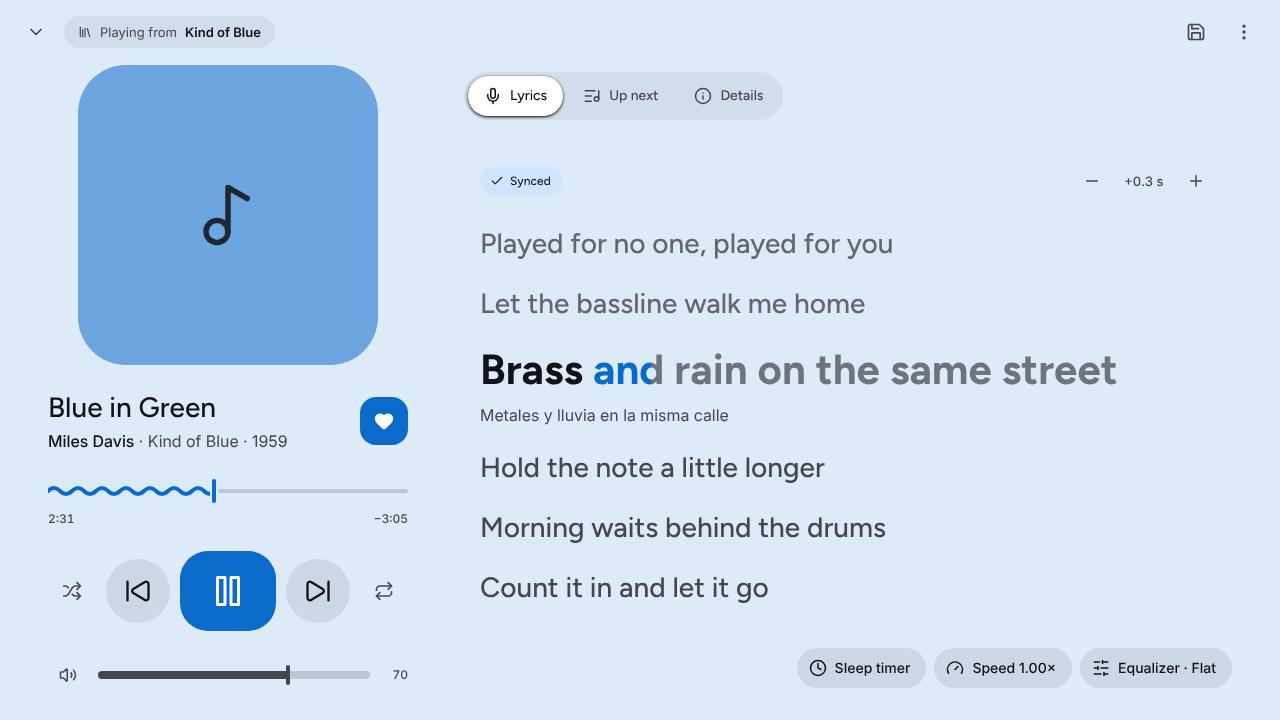 Playing from Kind of Blue
Blue in Green
Miles Davis · Kind of Blue · 1959
2:31
−3:05
70
Lyrics
Up next
Details
Synced
+0.3 s
Played for no one, played for you
Let the bassline walk me home
Brass and rain on the same street
Metales y lluvia en la misma calle
Hold the note a little longer
Morning waits behind the drums
Count it in and let it go
Sleep timer
Speed 1.00×
Equalizer · Flat